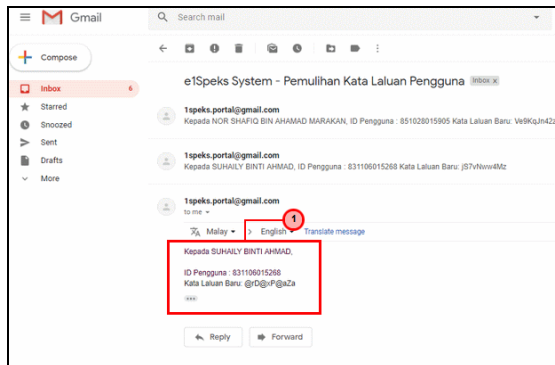 Gmail
Search mail
Compose
Inbox 6
Starred
Snoozed
Sent
Drafts
More
e1Speks System - Pemulihan Kata Laluan Pengguna Inbox x
1speks.portal@gmail.com
Kepada NOR SHAFIQ BIN AHAMAD MARAKAN, ID Pengguna : 851028015905 Kata Laluan Baru: Ve9KqJn42z
1speks.portal@gmail.com
Kepada SUHAILY BINTI AHMAD, ID Pengguna : 831106015268 Kata Laluan Baru: jS7vNww4Mz
1speks.portal@gmail.com
to me
1
Malay > English Translate message
Kepada SUHAILY BINTI AHMAD,
ID Pengguna : 831106015268
Kata Laluan Baru: @rD@xP@aZa
Reply Forward